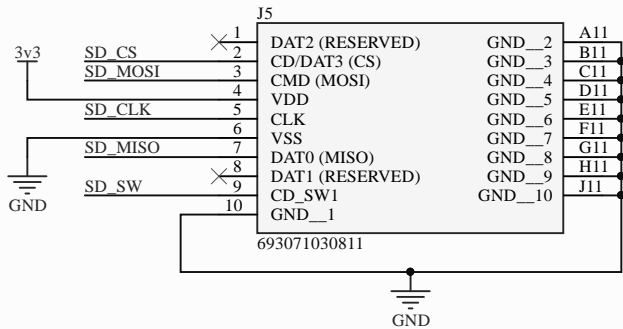 J5
1 DAT2 (RESERVED) GND__2 A11
3v3 SD_CS 2 CD/DAT3 (CS) GND__3 B11
SD_MOSI 3 CMD (MOSI) GND__4 C11
4 VDD GND__5 D11
SD_CLK 5 CLK GND__6 E11
6 VSS GND__7 F11
SD_MISO 7 DAT0 (MISO) GND__8 G11
8 DAT1 (RESERVED) GND__9 H11
SD_SW 9 CD_SW1 GND__10 J11
GND 10 GND__1
693071030811
GND